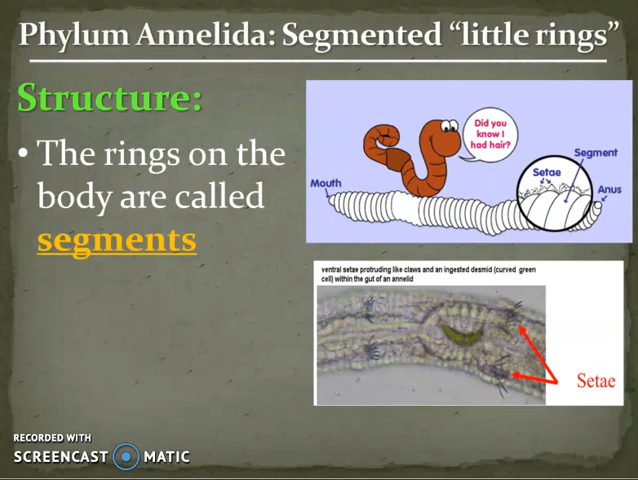 Phylum Annelida: Segmented “little rings”
Structure:
• The rings on the
body are called
segments
Did you
know I
had hair?
Segment
Setae
Anus
Mouth
ventral setae protruding like claws and an ingested desmid (curved green
cell) within the gut of an annelid
Setae
RECORDED WITH
SCREENCAST MATIC